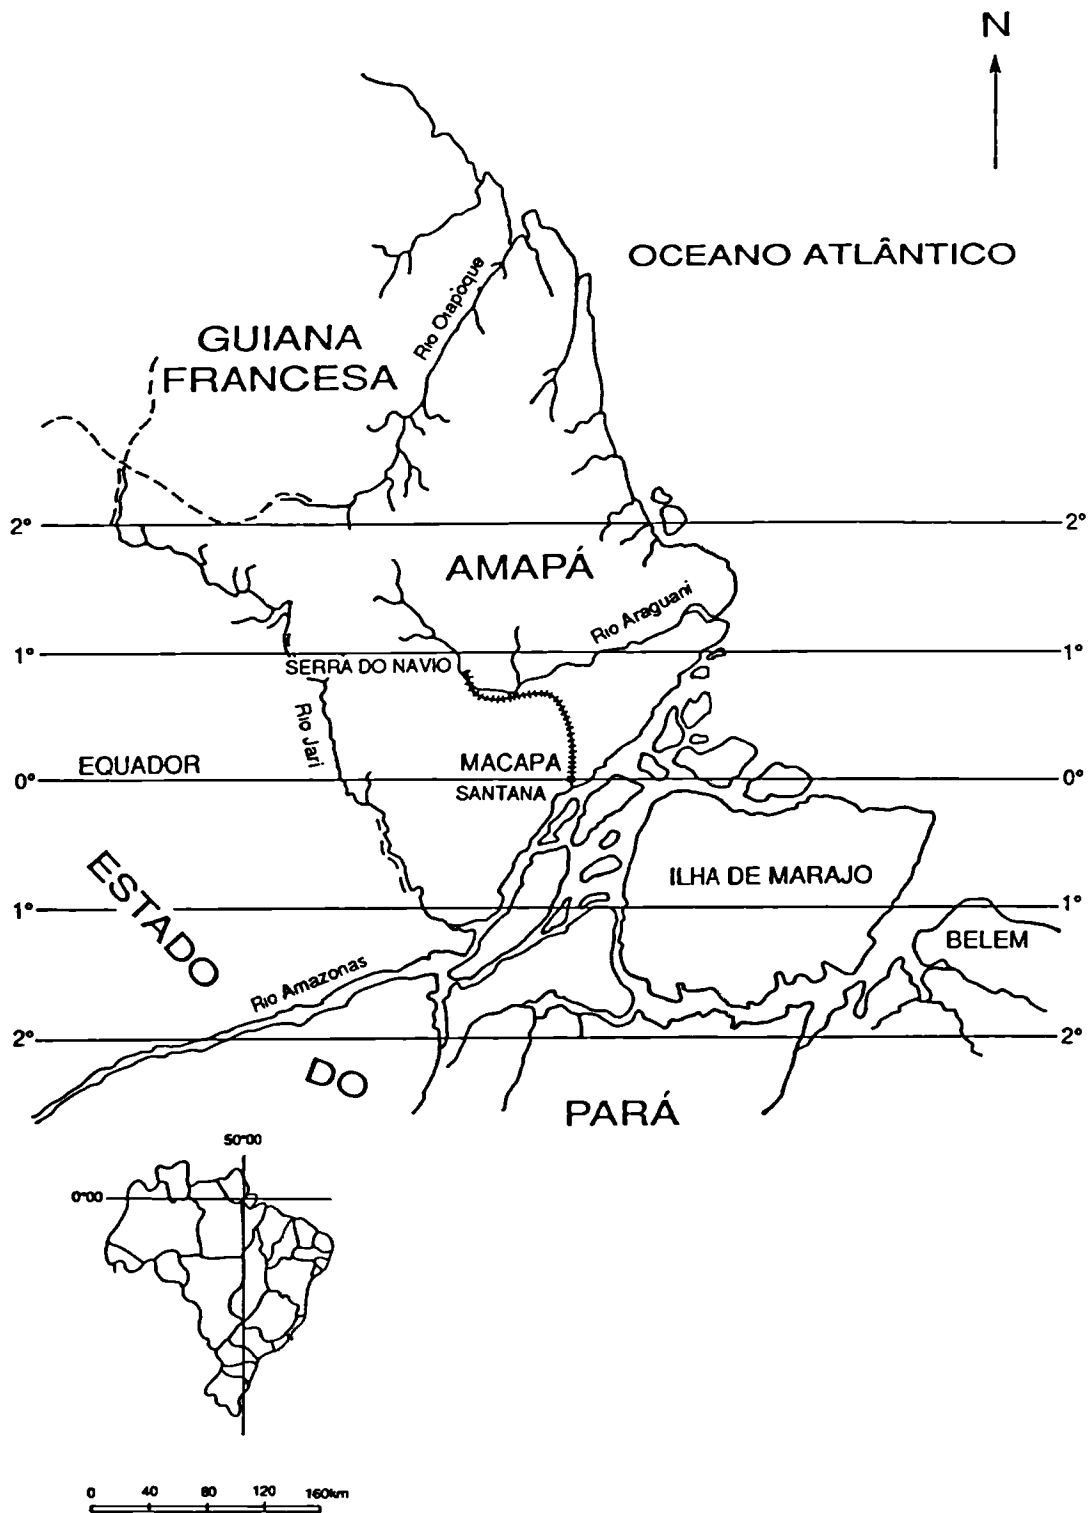 N
OCEANO ATLÂNTICO
Rio Oiapoque
GUIANA
FRANCESA
2° 2°
AMAPÁ
Rio Araguani
1° 1°
SERRA DO NAVIO
Rio Jari
EQUADOR
MACAPA
0° 0°
SANTANA
ILHA DE MARAJO
ESTADO
1° 1°
BELEM
Rio Amazonas
2° 2°
DO
PARÁ
50°00
0°00
0 40 80 120 160km